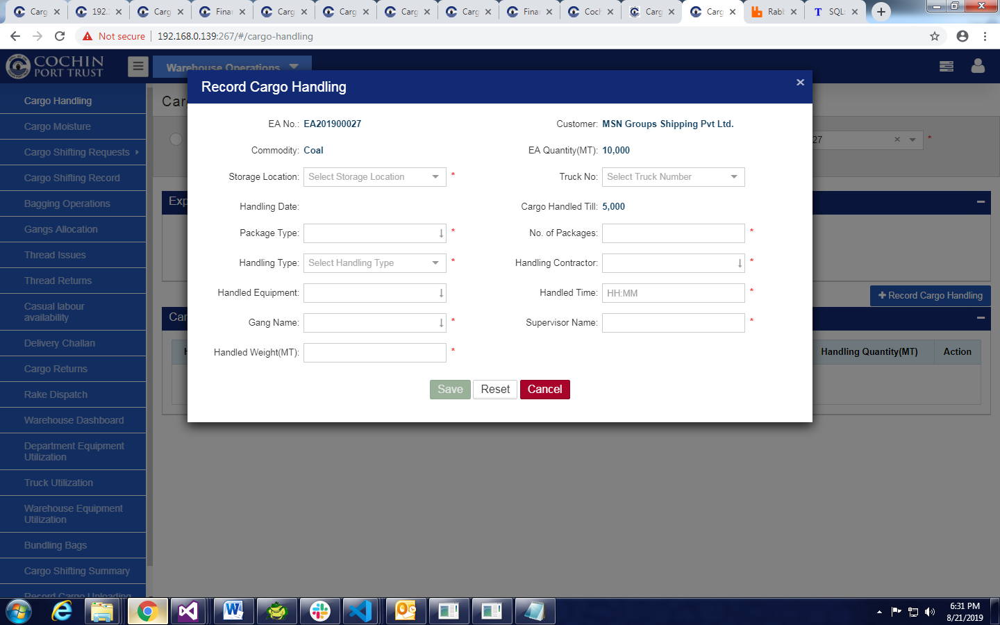 Carg
192.
Carg
Finan
Carg
Carg
Carg
Carg
Finan
Coch
Carg
Carg
Rabb
SQL
Not secure
192.168.0.139:267/#/cargo-handling
COCHIN
PORT TRUST
Warehouse Operations
Record Cargo Handling ×
Cargo Handling
Cargo Moisture
Cargo Shifting Requests
Cargo Shifting Record
Bagging Operations
Gangs Allocation
Thread Issues
Thread Returns
Casual labour
availability
Delivery Challan
Cargo Returns
Rake Dispatch
Warehouse Dashboard
Department Equipment
Utilization
Truck Utilization
Warehouse Equipment
Utilization
Bundling Bags
Cargo Shifting Summary
Record Cargo Unloading
Car
27 × *
Exp
EA No.: EA201900027 Customer: MSN Groups Shipping Pvt Ltd.
Commodity: Coal EA Quantity(MT): 10,000
Storage Location: Select Storage Location * Truck No: Select Truck Number
Handling Date: Cargo Handled Till: 5,000
Package Type: * No. of Packages: *
Handling Type: Select Handling Type * Handling Contractor: *
Handled Equipment: Handled Time: HH:MM *
Gang Name: * Supervisor Name: *
Handled Weight(MT): *
Save Reset Cancel
+ Record Cargo Handling
Car
H Handling Quantity(MT) Action
6:31 PM
8/21/2019